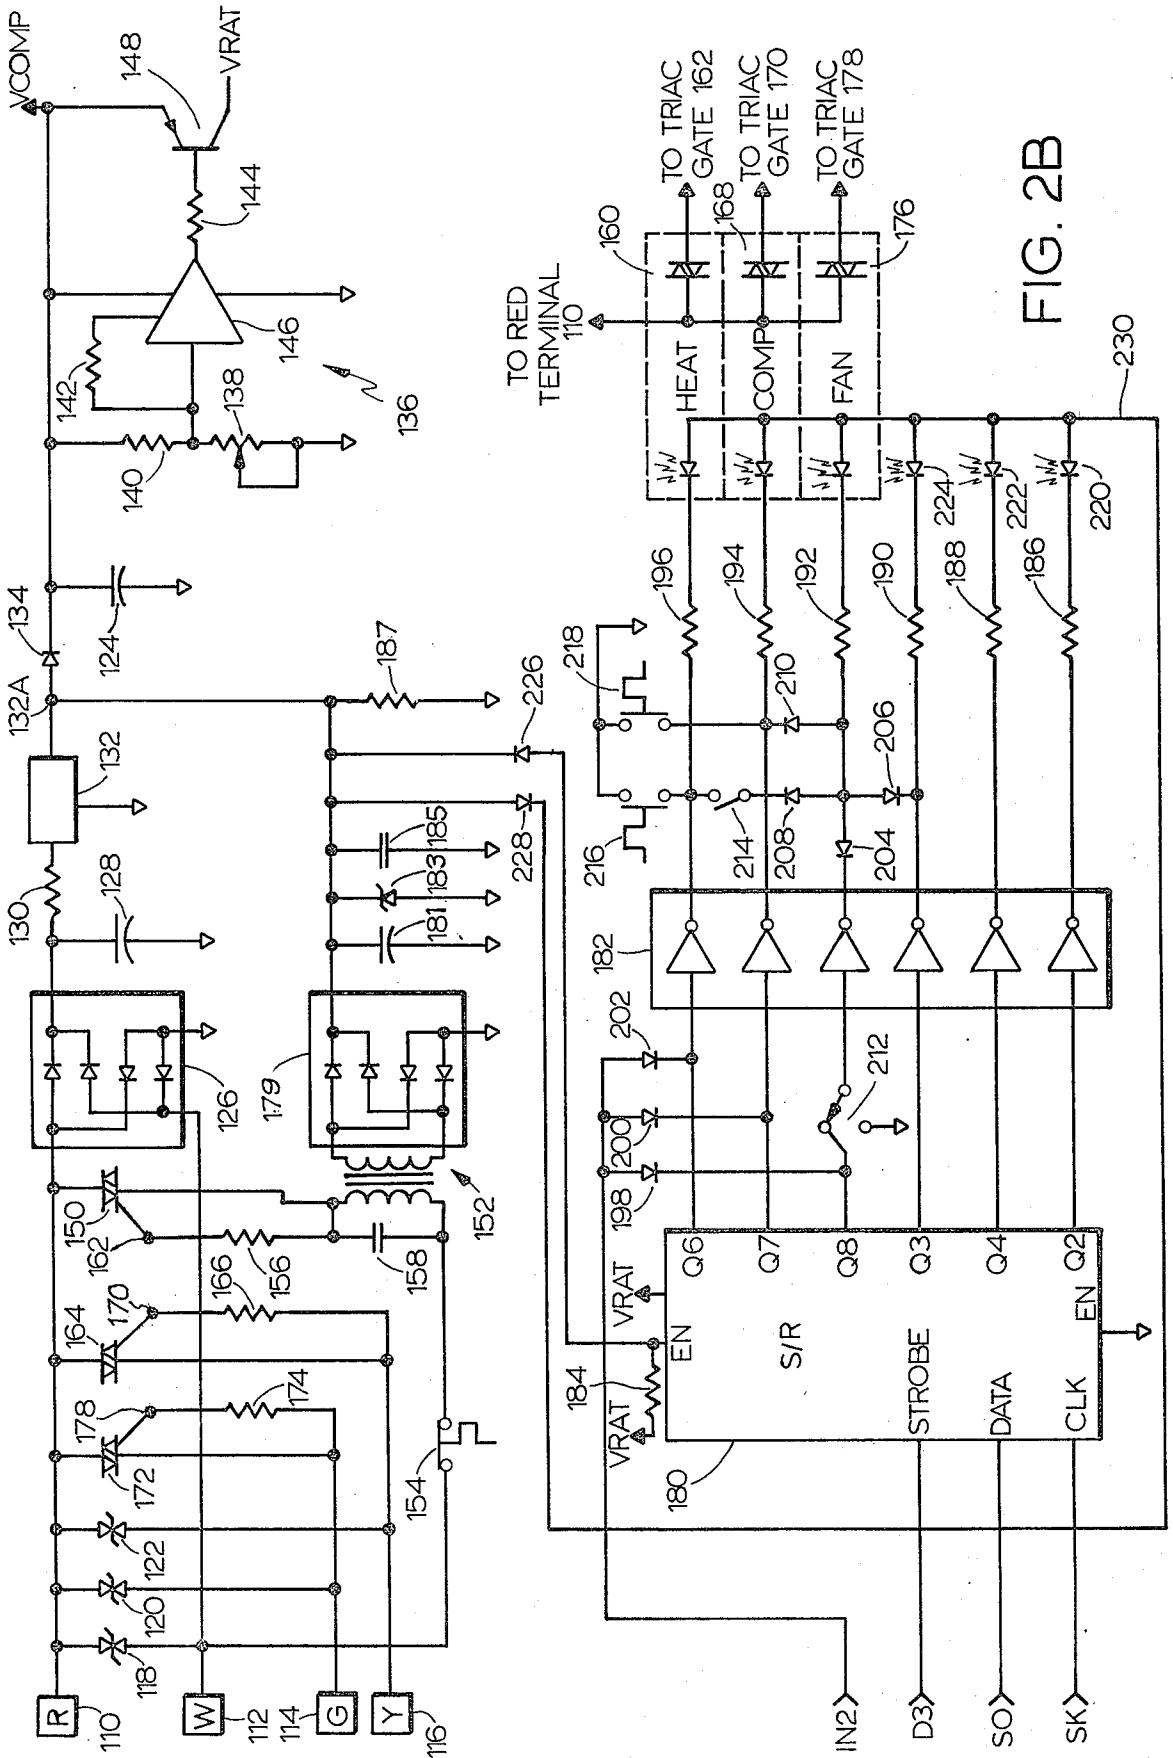 VCOMP
148
VRAT
144
142
146
136
140
138
134
132A
124
132
187
226
130
128
185
183
181
228
126
179
150
162
156
158
152
164
170
166
178
174
172
154
122
120
118
R
110
W
112
114
G
Y
116
TO TRIAC
GATE 162
TO TRIAC
GATE 170
TO TRIAC
GATE 178
160
168
176
TO RED
TERMINAL
110
HEAT
COMP
FAN
230
224
222
220
196
194
192
190
188
186
218
210
206
216
214
208
204
182
202
200
198
212
VRAT
EN
184
VRAT
180
S/R
Q6
Q7
Q8
Q3
Q4
Q2
EN
STROBE
DATA
CLK
IN2
D3
SO
SK
FIG. 2B